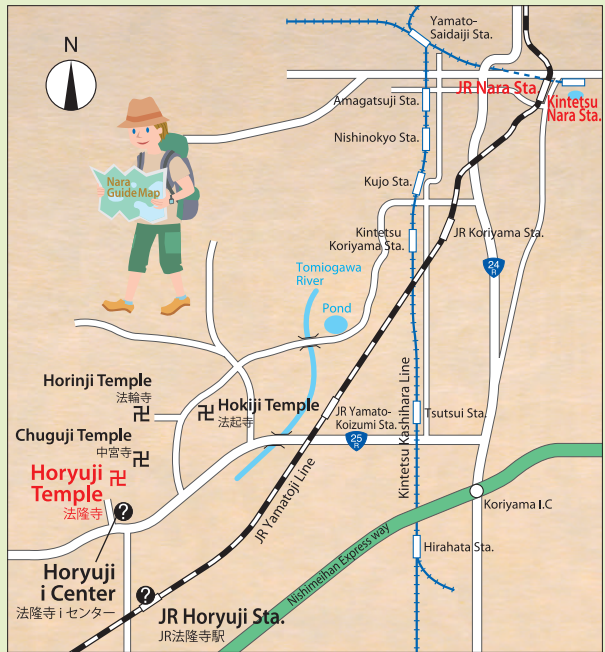 N
Yamato-
Saidaiji Sta.
JR Nara Sta.
Kintetsu
Nara Sta.
Amagatsuji Sta.
Nishinokyo Sta.
Nara
Guide Map
Kujo Sta.
Kintetsu
Koriyama Sta.
JR Koriyama Sta.
24
R
Tomiogawa
River
Pond
Horinji Temple
法輪寺
卍
卍
Hokiji Temple
法起寺
JR Yamato-
Koizumi Sta.
Tsutsui Sta.
Kintetsu Kashihara Line
25
R
Chuguji Temple
中宮寺
卍
Horyuji
Temple
法隆寺
卍
JR Yamatoji Line
Koriyama I.C
?
Hirahata Sta.
Nishimeihan Express way
Horyuji
i Center
法隆寺 i センター
?
JR Horyuji Sta.
JR法隆寺駅